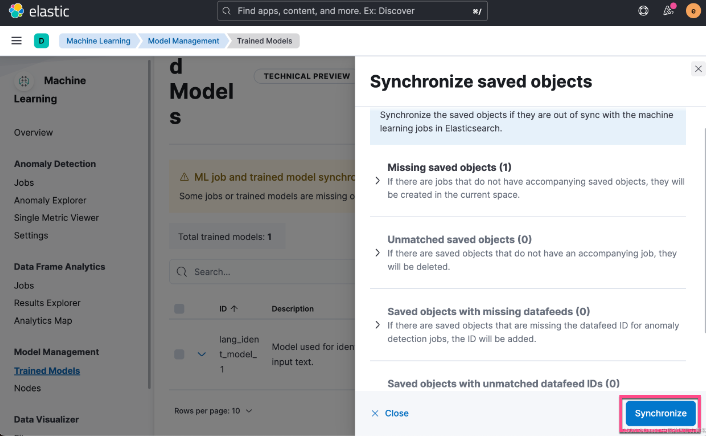 elastic
Find apps, content, and more. Ex: Discover
⌘/
e
D
Machine Learning
Model Management
Trained Models
Machine
Learning
Overview
Anomaly Detection
Jobs
Anomaly Explorer
Single Metric Viewer
Settings
Data Frame Analytics
Jobs
Results Explorer
Analytics Map
Model Management
Trained Models
Nodes
Data Visualizer
d
Model
s
TECHNICAL PREVIEW
ML job and trained model synchro
Some jobs or trained models are missing o
Total trained models: 1
Search...
ID ↑
Description
lang_ident_model_1
Model used for iden
input text.
Rows per page: 10
Synchronize saved objects
Synchronize the saved objects if they are out of sync with the machine
learning jobs in Elasticsearch.
Missing saved objects (1)
If there are jobs that do not have accompanying saved objects, they will
be created in the current space.
Unmatched saved objects (0)
If there are saved objects that do not have an accompanying job, they
will be deleted.
Saved objects with missing datafeeds (0)
If there are saved objects that are missing the datafeed ID for anomaly
detection jobs, the ID will be added.
Saved objects with unmatched datafeed IDs (0)
Close
Synchronize